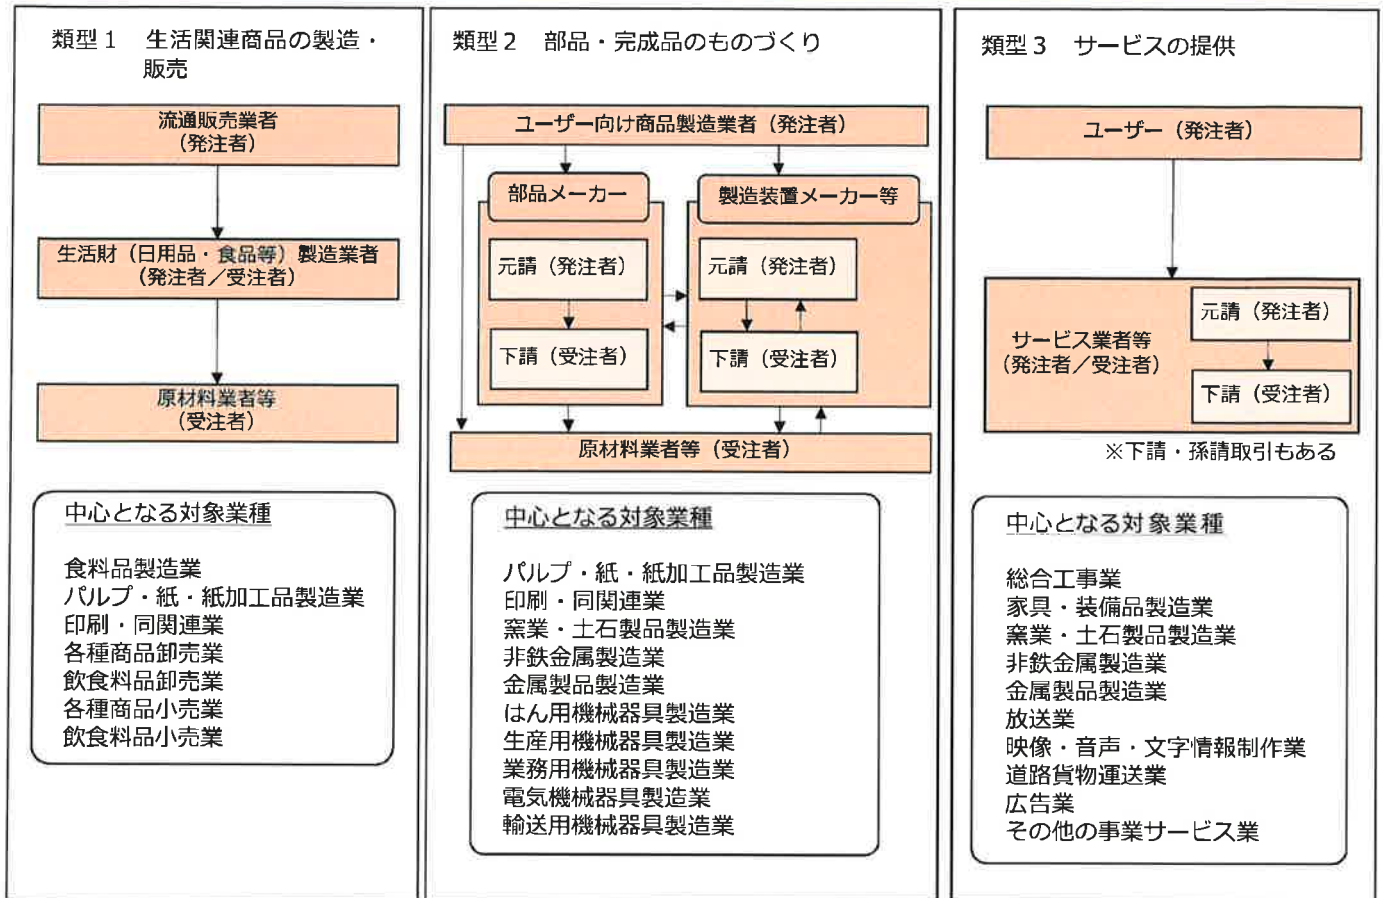 類型１　生活関連商品の製造・
販売
流通販売業者
（発注者）
生活財（日用品・食品等）製造業者
（発注者／受注者）
原材料業者等
（受注者）
中心となる対象業種
食料品製造業
パルプ・紙・紙加工品製造業
印刷・同関連業
各種商品卸売業
飲食料品卸売業
各種商品小売業
飲食料品小売業
類型２　部品・完成品のものづくり
ユーザー向け商品製造業者（発注者）
部品メーカー
元請（発注者）
下請（受注者）
製造装置メーカー等
元請（発注者）
下請（受注者）
原材料業者等（受注者）
中心となる対象業種
パルプ・紙・紙加工品製造業
印刷・同関連業
窯業・土石製品製造業
非鉄金属製造業
金属製品製造業
はん用機械器具製造業
生産用機械器具製造業
業務用機械器具製造業
電気機械器具製造業
輸送用機械器具製造業
類型３　サービスの提供
ユーザー（発注者）
サービス業者等
（発注者／受注者）
元請（発注者）
下請（受注者）
※下請・孫請取引もある
中心となる対象業種
総合工事業
家具・装備品製造業
窯業・土石製品製造業
非鉄金属製造業
金属製品製造業
放送業
映像・音声・文字情報制作業
道路貨物運送業
広告業
その他の事業サービス業